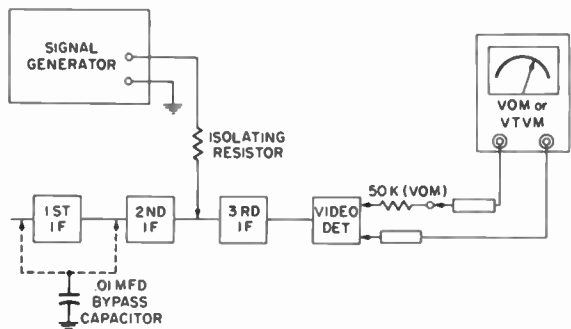 SIGNAL
GENERATOR
VOM or
VTVM
ISOLATING
RESISTOR
50K (VOM)
1ST
IF
2ND
IF
3RD
IF
VIDEO
DET
.01 MFD
BYPASS
CAPACITOR